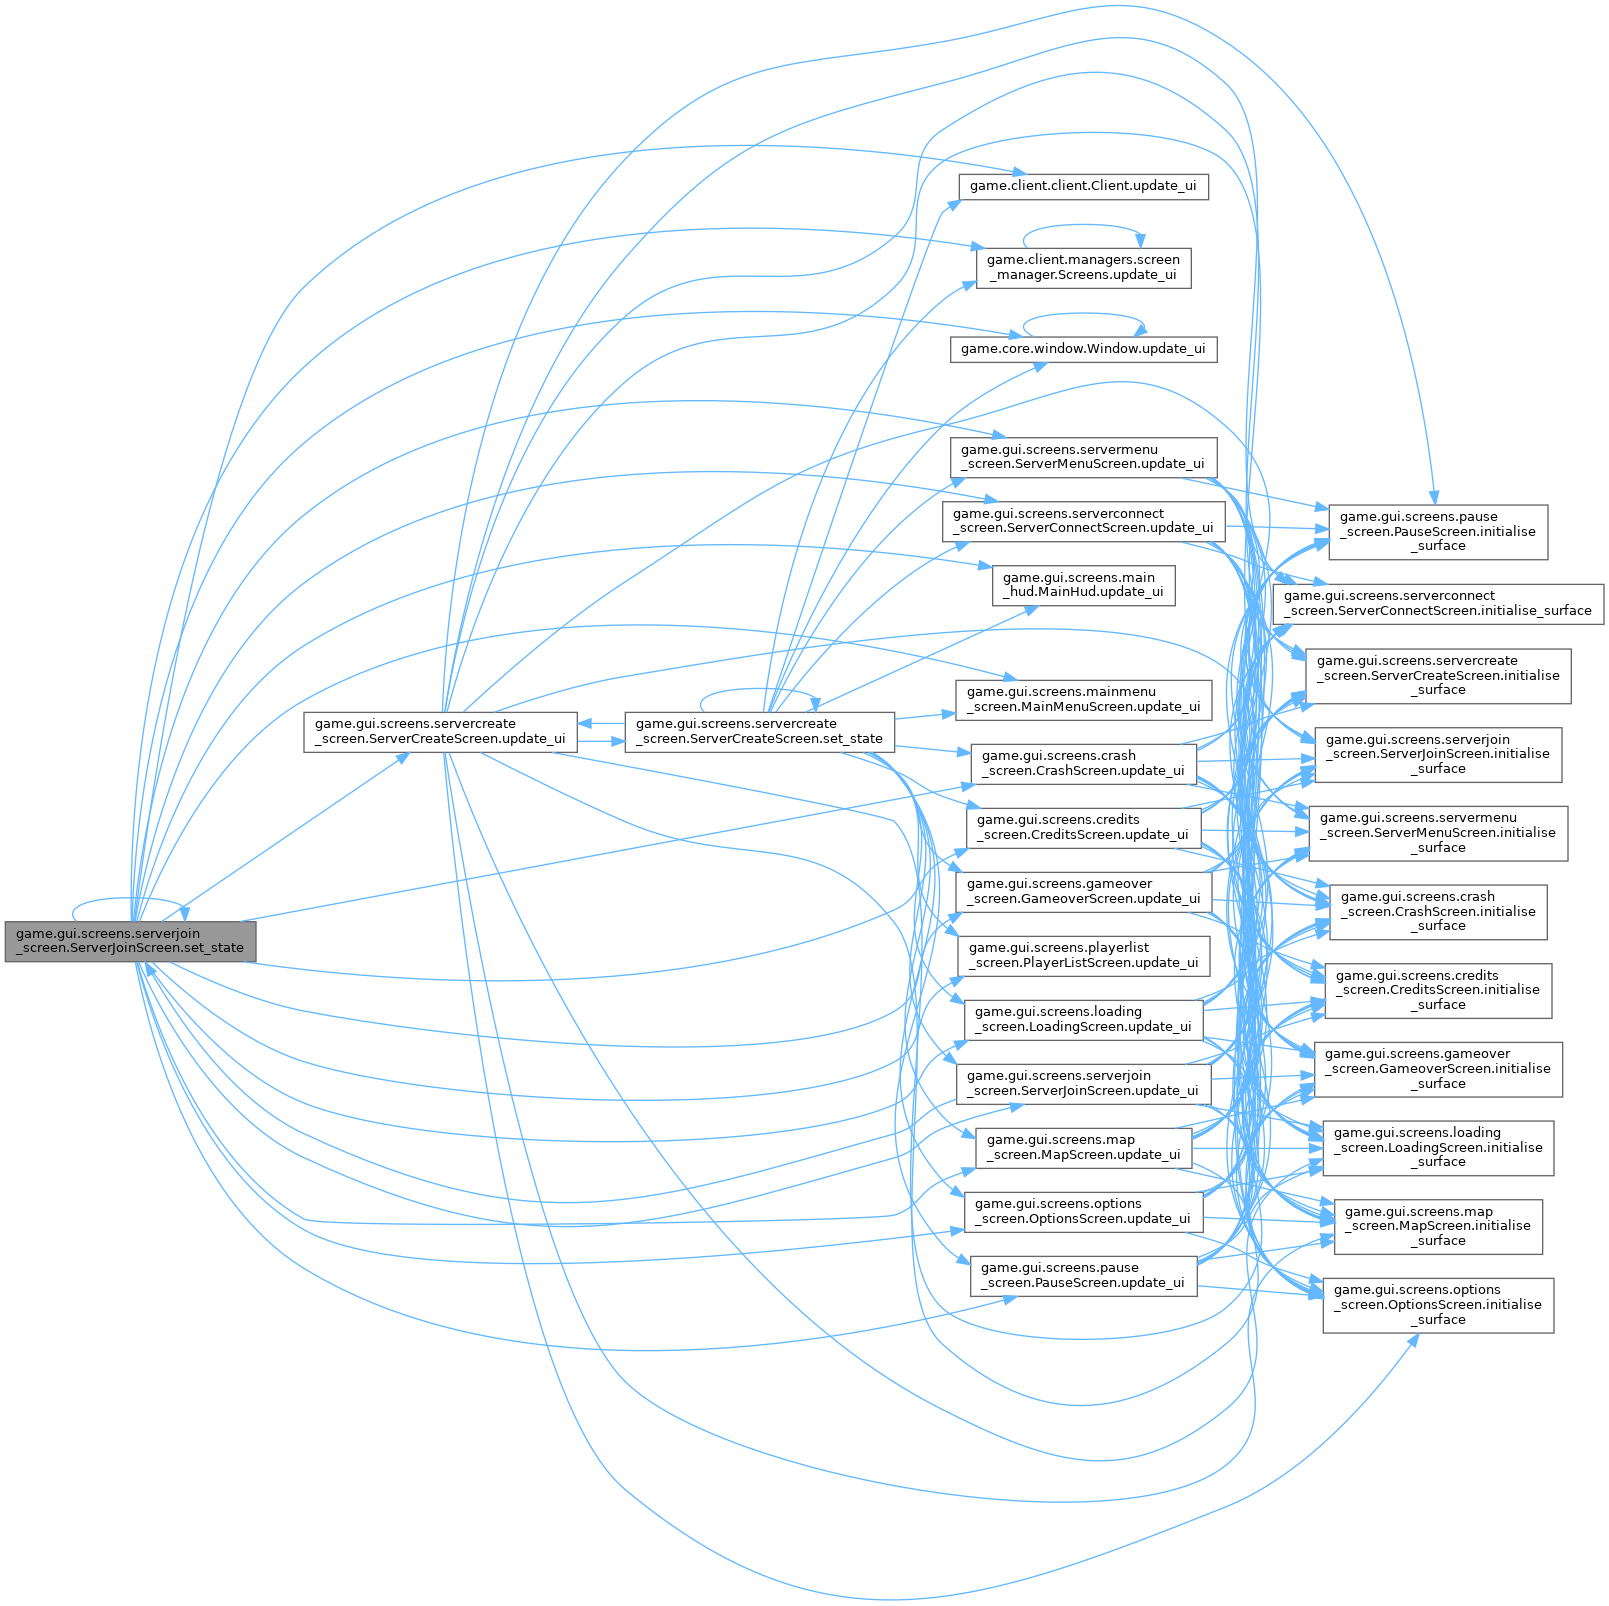 game.gui.screens.serverjoin
_screen.ServerJoinScreen.set_state
game.gui.screens.servercreate
_screen.ServerCreateScreen.update_ui
game.gui.screens.servercreate
_screen.ServerCreateScreen.set_state
game.client.client.Client.update_ui
game.client.managers.screen
_manager.Screens.update_ui
game.core.window.Window.update_ui
game.gui.screens.servermenu
_screen.ServerMenuScreen.update_ui
game.gui.screens.serverconnect
_screen.ServerConnectScreen.update_ui
game.gui.screens.main
_hud.MainHud.update_ui
game.gui.screens.mainmenu
_screen.MainMenuScreen.update_ui
game.gui.screens.crash
_screen.CrashScreen.update_ui
game.gui.screens.credits
_screen.CreditsScreen.update_ui
game.gui.screens.gameover
_screen.GameoverScreen.update_ui
game.gui.screens.playerlist
_screen.PlayerListScreen.update_ui
game.gui.screens.loading
_screen.LoadingScreen.update_ui
game.gui.screens.serverjoin
_screen.ServerJoinScreen.update_ui
game.gui.screens.map
_screen.MapScreen.update_ui
game.gui.screens.options
_screen.OptionsScreen.update_ui
game.gui.screens.pause
_screen.PauseScreen.update_ui
game.gui.screens.pause
_screen.PauseScreen.initialise
_surface
game.gui.screens.serverconnect
_screen.ServerConnectScreen.initialise_surface
game.gui.screens.servercreate
_screen.ServerCreateScreen.initialise
_surface
game.gui.screens.serverjoin
_screen.ServerJoinScreen.initialise
_surface
game.gui.screens.servermenu
_screen.ServerMenuScreen.initialise
_surface
game.gui.screens.crash
_screen.CrashScreen.initialise
_surface
game.gui.screens.credits
_screen.CreditsScreen.initialise
_surface
game.gui.screens.gameover
_screen.GameoverScreen.initialise
_surface
game.gui.screens.loading
_screen.LoadingScreen.initialise
_surface
game.gui.screens.map
_screen.MapScreen.initialise
_surface
game.gui.screens.options
_screen.OptionsScreen.initialise
_surface